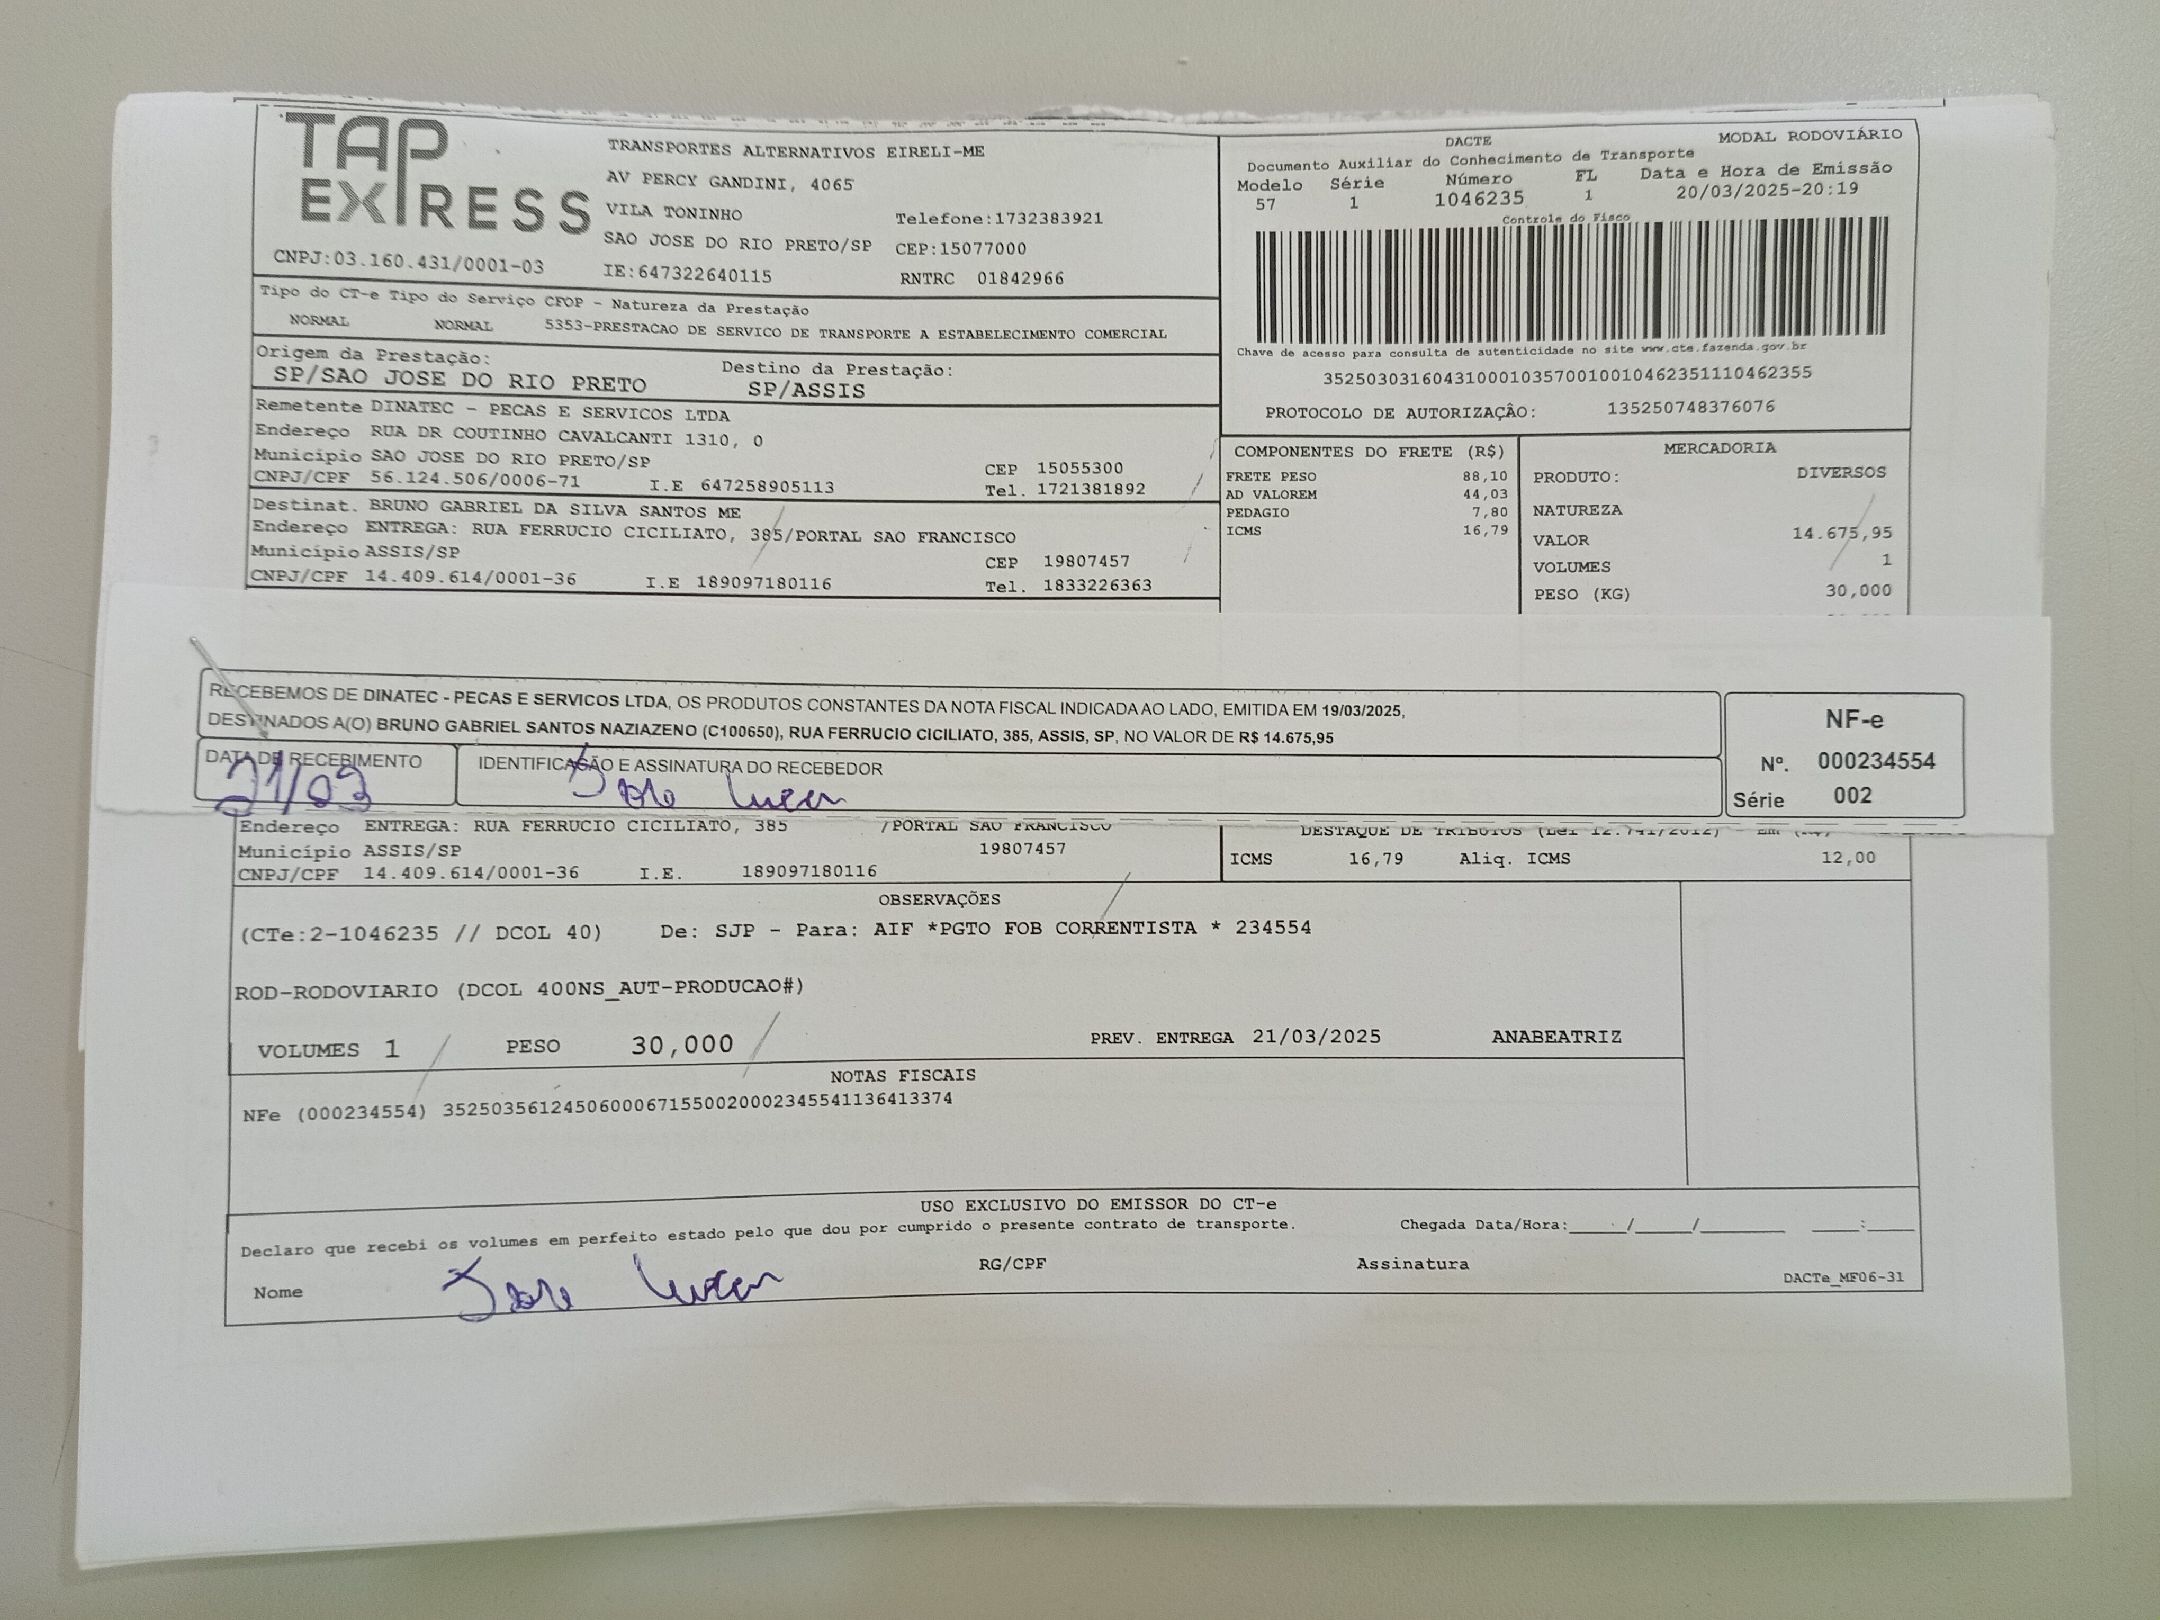 TAP EXPRESS
TRANSPORTES ALTERNATIVOS EIRELI-ME
AV PERCY GANDINI, 4065
VILA TONINHO Telefone:1732383921
SAO JOSE DO RIO PRETO/SP CEP:15077000
CNPJ:03.160.431/0001-03 IE:647322640115 RNTRC 01842966
DACTE MODAL RODOVIÁRIO
Documento Auxiliar do Conhecimento de Transporte
Modelo Série Número FL Data e Hora de Emissão
57 1 1046235 1 20/03/2025-20:19
Controle do Fisco
Chave de acesso para consulta de autenticidade no site www.cte.fazenda.gov.br
35250303160431000103570010010462351110462355
PROTOCOLO DE AUTORIZAÇÃO: 135250748376076
Tipo do CT-e Tipo do Serviço CFOP - Natureza da Prestação
NORMAL NORMAL 5353-PRESTACAO DE SERVICO DE TRANSPORTE A ESTABELECIMENTO COMERCIAL
Origem da Prestação: Destino da Prestação:
SP/SAO JOSE DO RIO PRETO SP/ASSIS
Remetente DINATEC - PECAS E SERVICOS LTDA
Endereço RUA DR COUTINHO CAVALCANTI 1310, 0
Município SAO JOSE DO RIO PRETO/SP CEP 15055300
CNPJ/CPF 56.124.506/0006-71 I.E 647258905113 Tel. 1721381892
Destinat. BRUNO GABRIEL DA SILVA SANTOS ME
Endereço ENTREGA: RUA FERRUCIO CICILIATO, 385/PORTAL SAO FRANCISCO
Município ASSIS/SP CEP 19807457
CNPJ/CPF 14.409.614/0001-36 I.E 189097180116 Tel. 1833226363
COMPONENTES DO FRETE (R$)
FRETE PESO 88,10
AD VALOREM 44,03
PEDAGIO 7,80
ICMS 16,79
MERCADORIA
PRODUTO: DIVERSOS
NATUREZA
VALOR 14.675,95
VOLUMES 1
PESO (KG) 30,000
RECEBEMOS DE DINATEC - PECAS E SERVICOS LTDA, OS PRODUTOS CONSTANTES DA NOTA FISCAL INDICADA AO LADO, EMITIDA EM 19/03/2025,
DESTINADOS A(O) BRUNO GABRIEL SANTOS NAZIAZENO (C100650), RUA FERRUCIO CICILIATO, 385, ASSIS, SP, NO VALOR DE R$ 14.675,95
DATA DE RECEBIMENTO IDENTIFICAÇÃO E ASSINATURA DO RECEBEDOR
21/03
NF-e
Nº. 000234554
Série 002
Endereço ENTREGA: RUA FERRUCIO CICILIATO, 385 /PORTAL SAO FRANCISCO
Município ASSIS/SP 19807457
CNPJ/CPF 14.409.614/0001-36 I.E. 189097180116
DESTAQUE DE TRIBUTOS (Lei 12.741/2012)
ICMS 16,79 Aliq. ICMS 12,00
OBSERVAÇÕES
(CTe:2-1046235 // DCOL 40) De: SJP - Para: AIF *PGTO FOB CORRENTISTA * 234554
ROD-RODOVIARIO (DCOL 400NS_AUT-PRODUCAO#)
VOLUMES 1 PESO 30,000 PREV. ENTREGA 21/03/2025 ANABEATRIZ
NOTAS FISCAIS
NFe (000234554) 35250356124506000671550020002345541136413374
USO EXCLUSIVO DO EMISSOR DO CT-e
Declaro que recebi os volumes em perfeito estado pelo que dou por cumprido o presente contrato de transporte. Chegada Data/Hora:____/____/______ ____:____
Nome RG/CPF Assinatura
DACTe_MF06-31